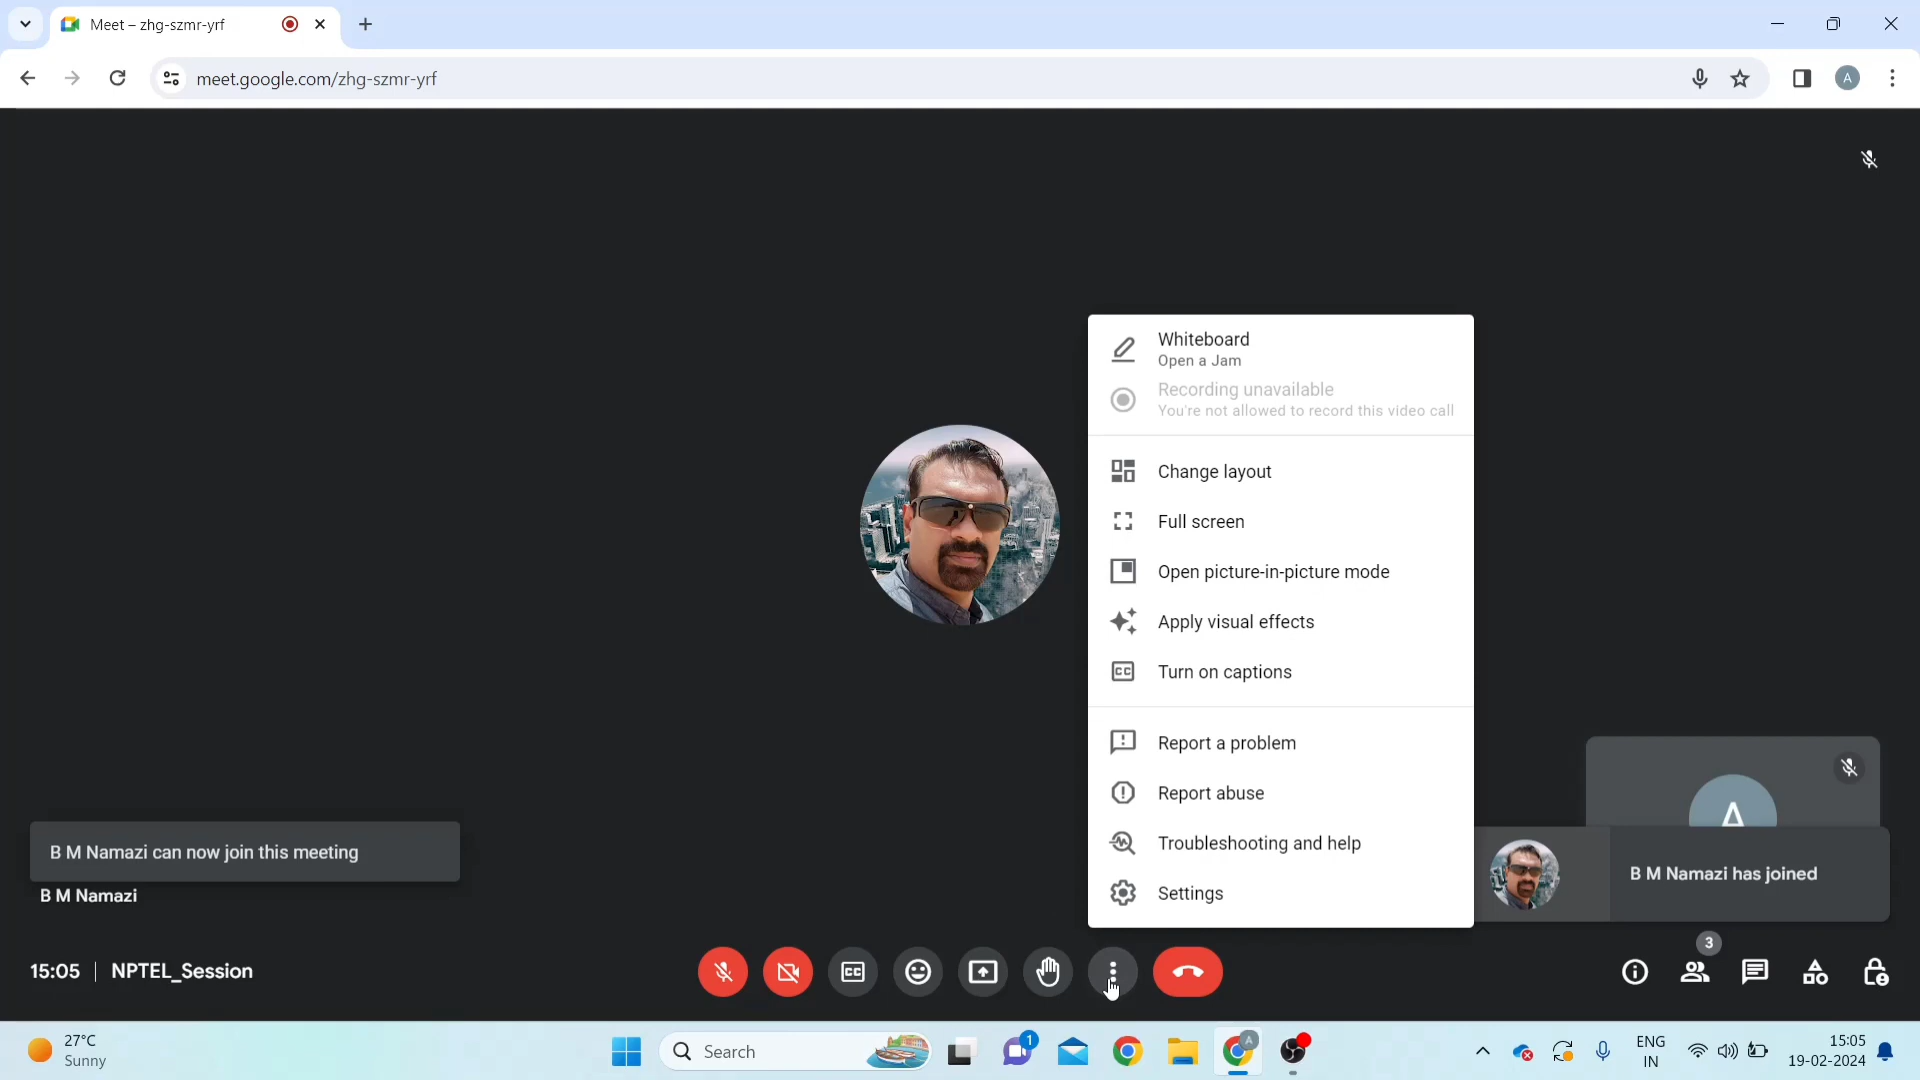 Meet – zhg-szmr-yrf
meet.google.com/zhg-szmr-yrf
A
Whiteboard
Open a Jam
Recording unavailable
You're not allowed to record this video call
Change layout
Full screen
Open picture-in-picture mode
Apply visual effects
CC Turn on captions
Report a problem
Report abuse
Troubleshooting and help
Settings
A
B M Namazi can now join this meeting
B M Namazi has joined
B M Namazi
15:05 | NPTEL_Session
CC
3
27°C
Sunny
Search
1
A
ENG
IN
15:05
19-02-2024